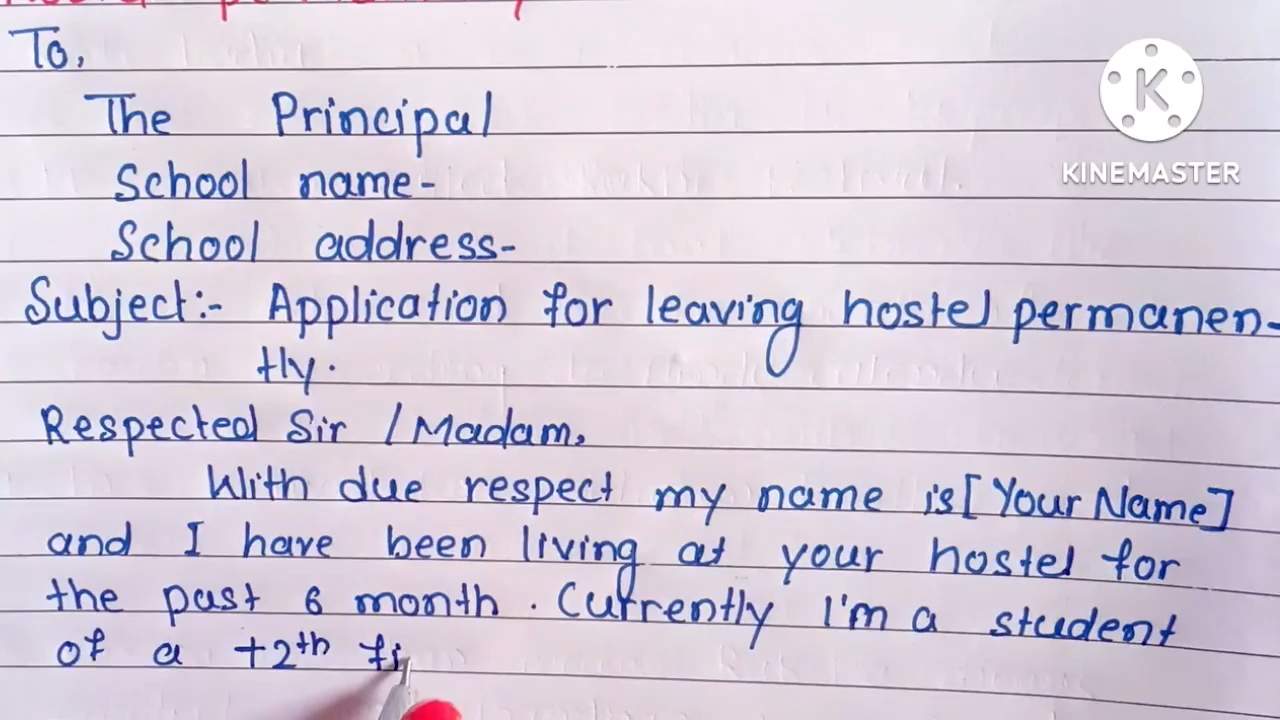 To,
The Principal
School name-
School address-
Subject:- Application for leaving hostel permanen-
tly.
Respected Sir / Madam,
With due respect my name is [Your Name]
and I have been living at your hostel for
the past 6 month. Currently I'm a student
of a +2th fi
KINEMASTER